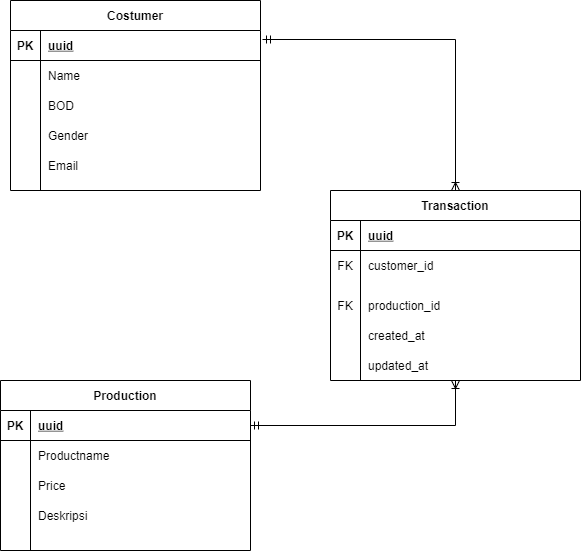 Costumer
PK uuid
Name
BOD
Gender
Email
Transaction
PK uuid
FK customer_id
FK production_id
created_at
updated_at
Production
PK uuid
Productname
Price
Deskripsi